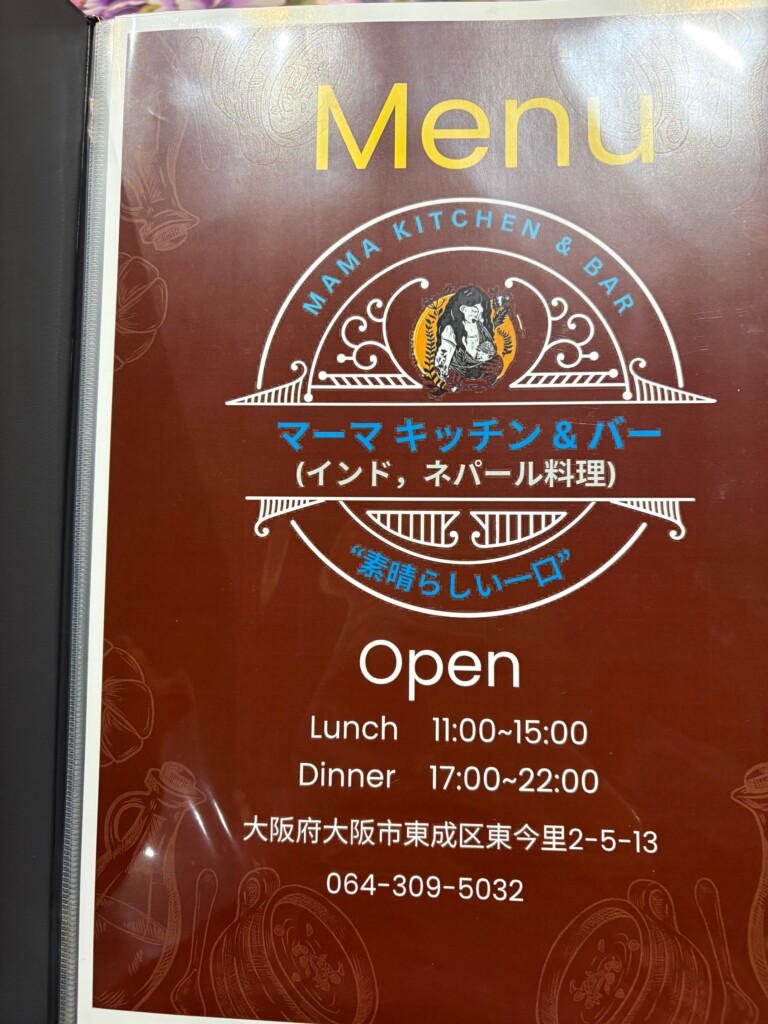 Menu
MAMA KITCHEN & BAR
マーマ キッチン & バー
(インド，ネパール料理)
“素晴らしい一口”
Open
Lunch 11:00~15:00
Dinner 17:00~22:00
大阪府大阪市東成区東今里2-5-13
064-309-5032